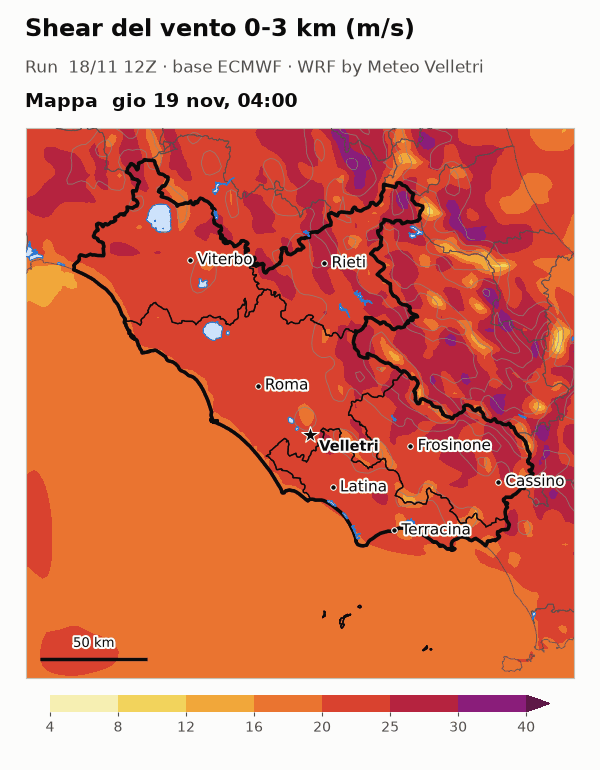 Shear del vento 0-3 km (m/s)
Run  18/11 12Z · base ECMWF · WRF by Meteo Velletri
Mappa  gio 19 nov, 04:00
Viterbo
Rieti
Roma
Velletri
Frosinone
Cassino
Latina
Terracina
50 km
4 8 12 16 20 25 30 40